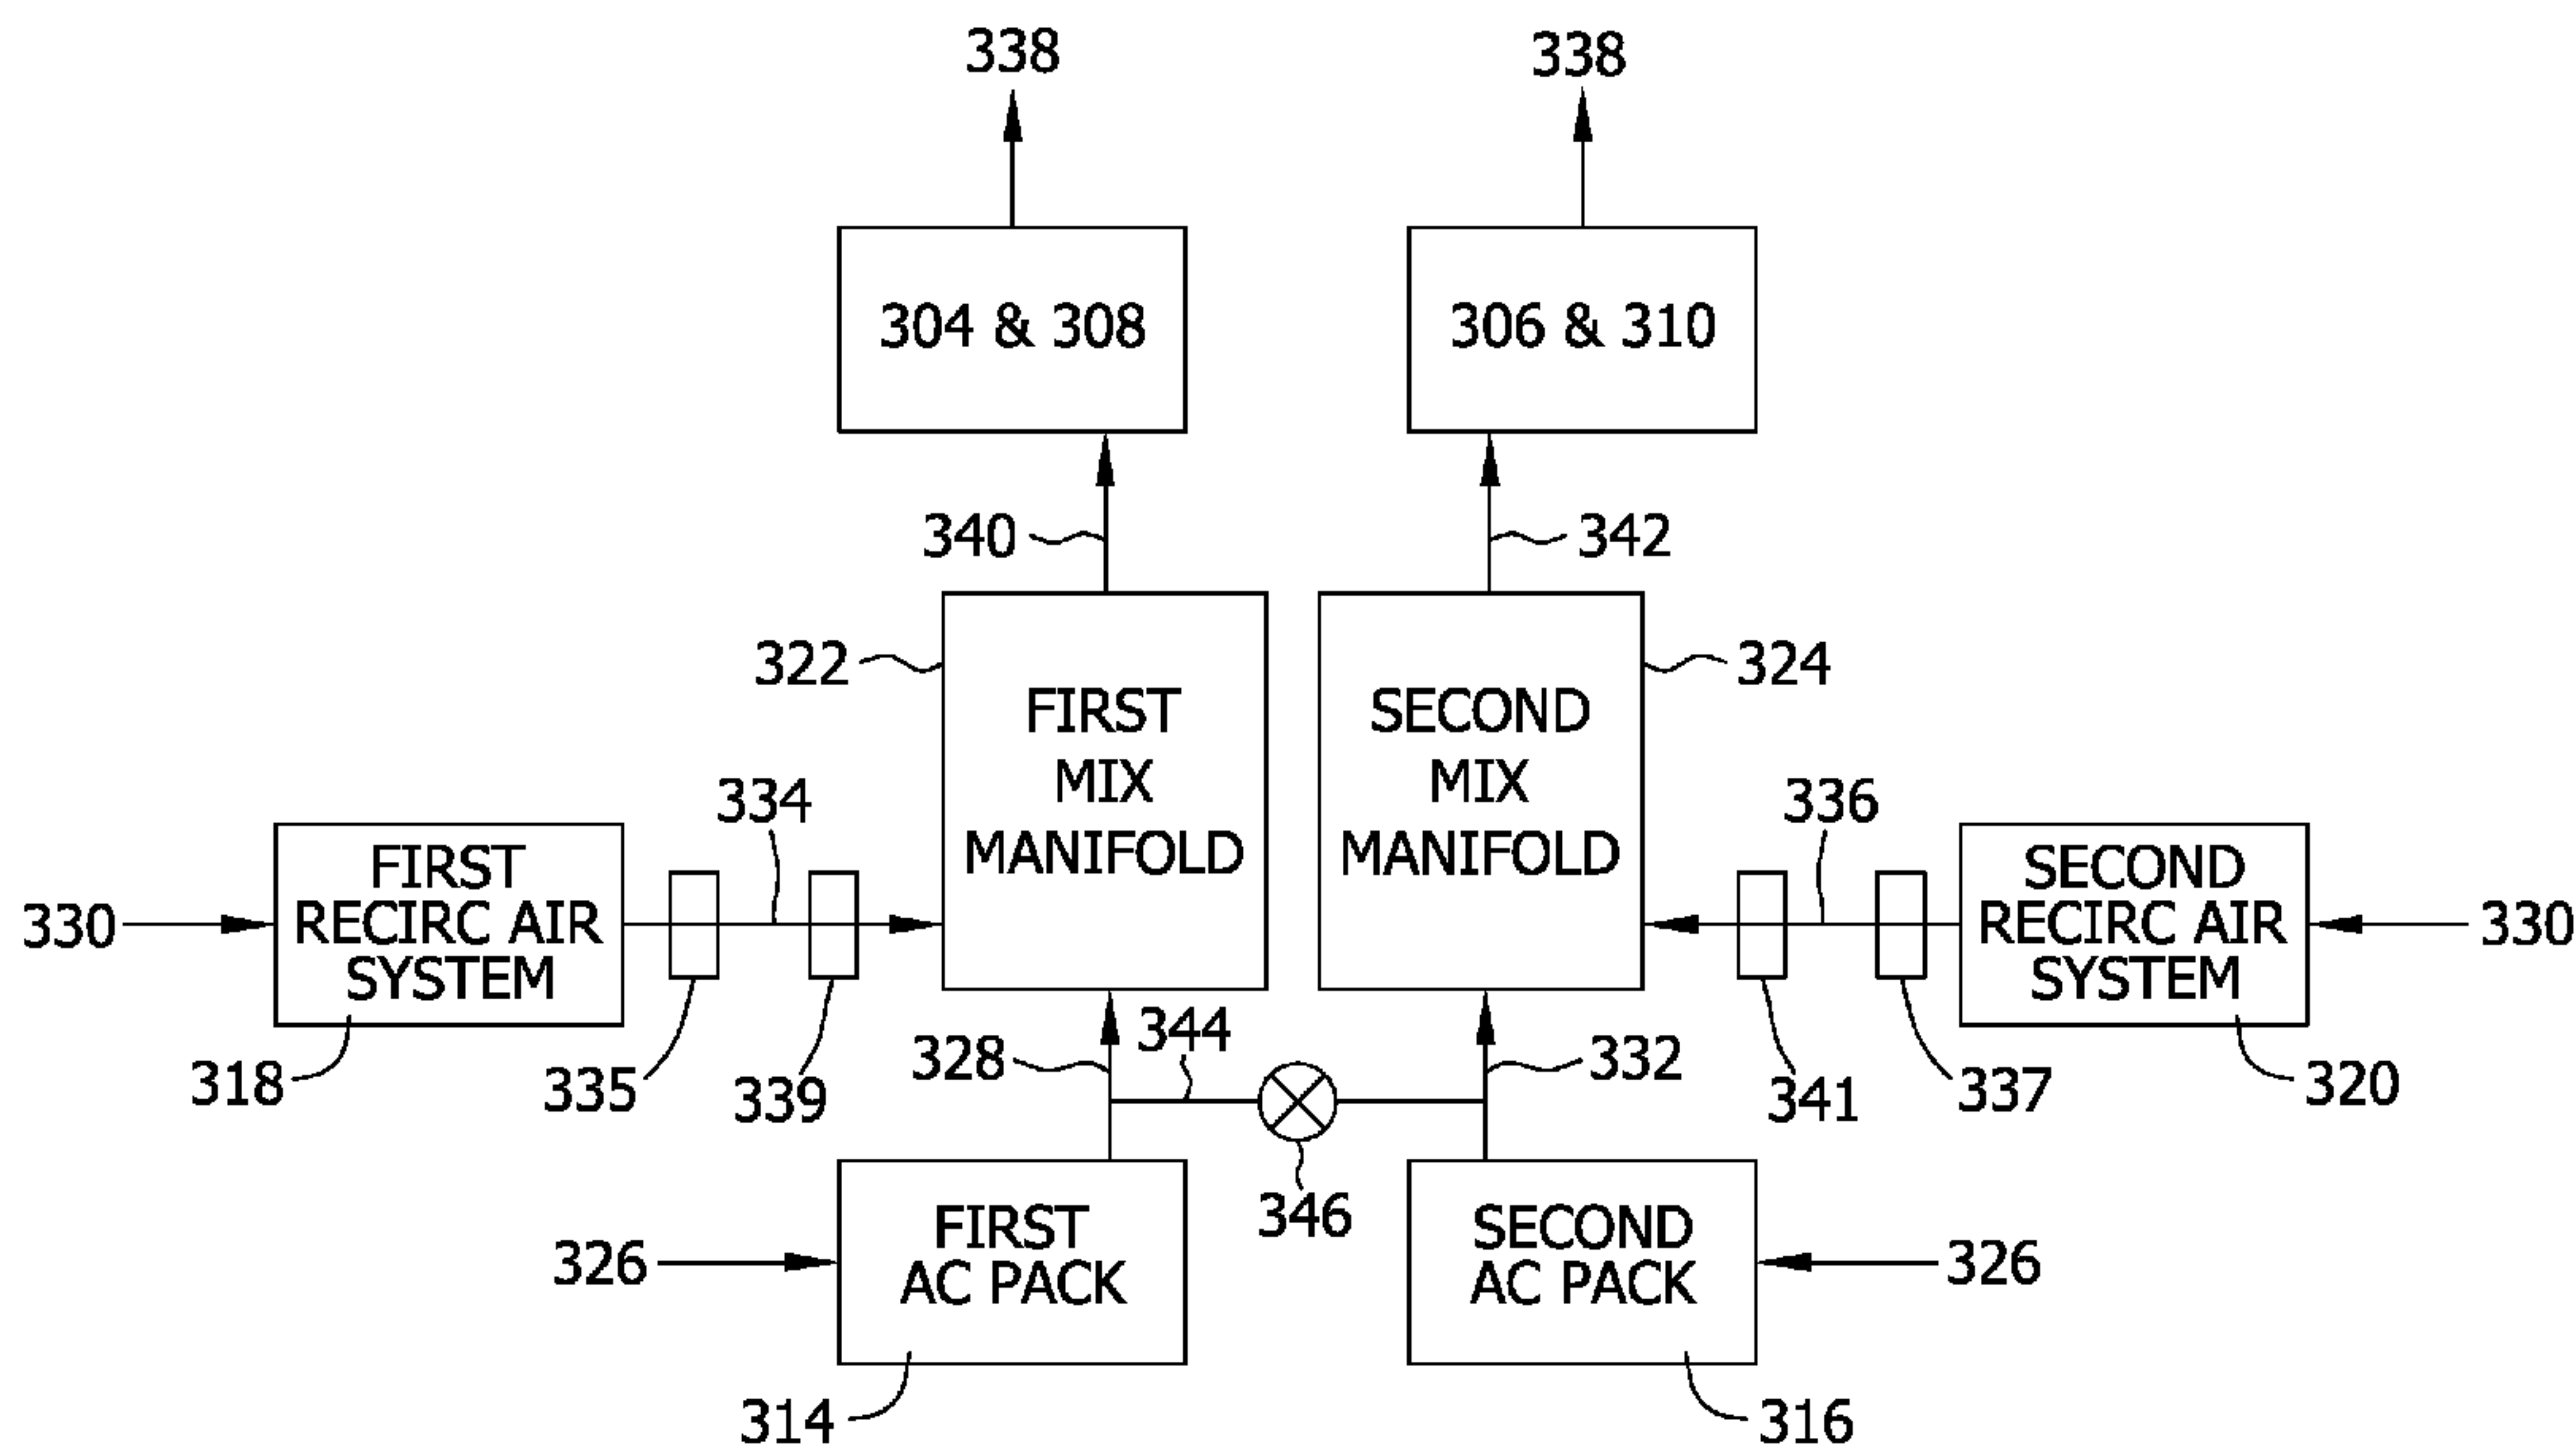 338
338
304 & 308
306 & 310
340
342
322
324
FIRST
MIX
MANIFOLD
SECOND
MIX
MANIFOLD
334
336
330
FIRST
RECIRC AIR
SYSTEM
SECOND
RECIRC AIR
SYSTEM
330
318
335
339
328
344
332
341
337
320
346
326
FIRST
AC PACK
SECOND
AC PACK
326
314
316